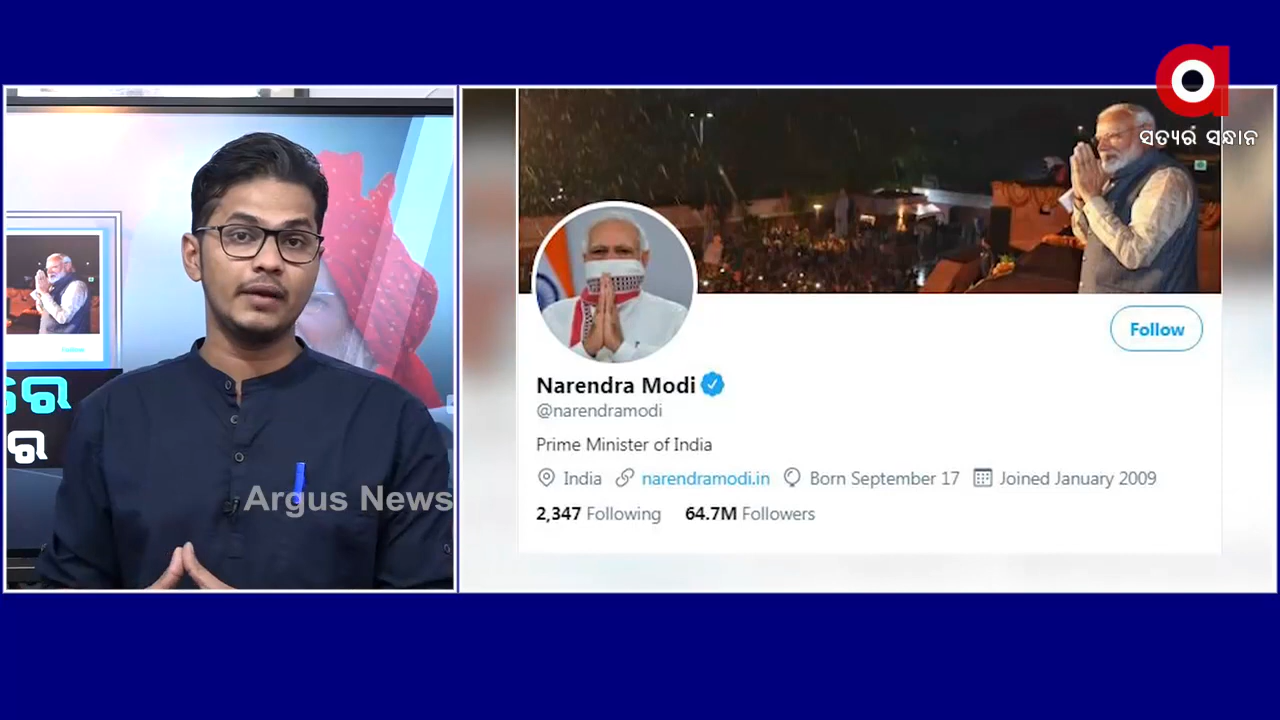 ସତ୍ୟର ସନ୍ଧାନ
Follow
Narendra Modi
@narendramodi
Prime Minister of India
India narendramodi.in Born September 17 Joined January 2009
2,347 Following 64.7M Followers
ରେ
ର
Argus News